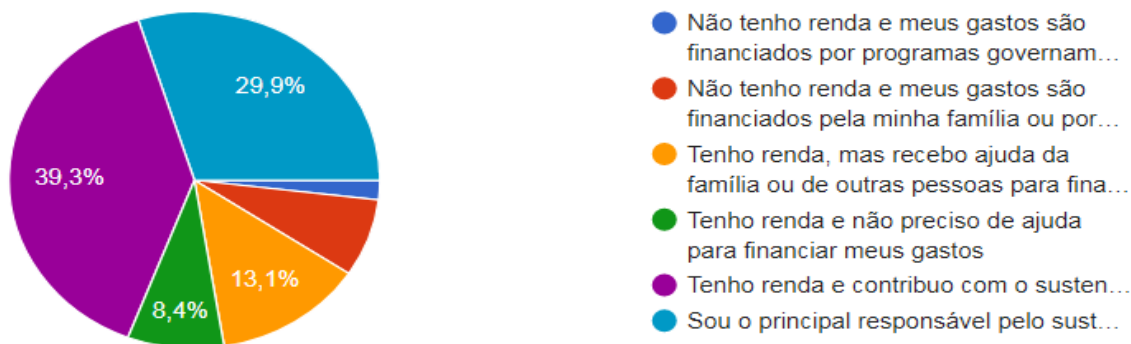 29,9%
39,3%
13,1%
8,4%
Não tenho renda e meus gastos são
financiados por programas governam…
Não tenho renda e meus gastos são
financiados pela minha família ou por…
Tenho renda, mas recebo ajuda da
família ou de outras pessoas para fina…
Tenho renda e não preciso de ajuda
para financiar meus gastos
Tenho renda e contribuo com o susten…
Sou o principal responsável pelo sust…